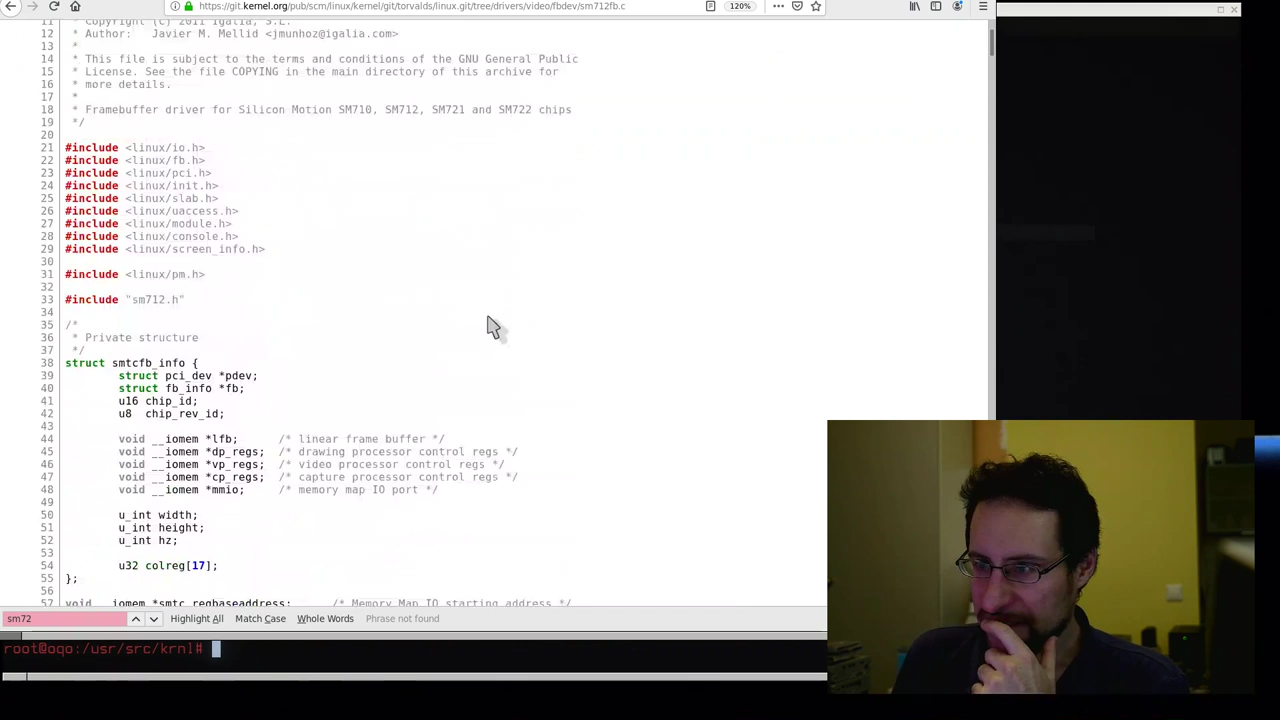 https://git.kernel.org/pub/scm/linux/kernel/git/torvalds/linux.git/tree/drivers/video/fbdev/sm712fb.c
120%
11 * Copyright (C) 2011 Igalia, S.L.
12 * Author: Javier M. Mellid <jmunhoz@igalia.com>
13 *
14 * This file is subject to the terms and conditions of the GNU General Public
15 * License. See the file COPYING in the main directory of this archive for
16 * more details.
17 *
18 * Framebuffer driver for Silicon Motion SM710, SM712, SM721 and SM722 chips
19 */
20
21 #include <linux/io.h>
22 #include <linux/fb.h>
23 #include <linux/pci.h>
24 #include <linux/init.h>
25 #include <linux/slab.h>
26 #include <linux/uaccess.h>
27 #include <linux/module.h>
28 #include <linux/console.h>
29 #include <linux/screen_info.h>
30
31 #include <linux/pm.h>
32
33 #include "sm712.h"
34
35 /*
36 * Private structure
37 */
38 struct smtcfb_info {
39 struct pci_dev *pdev;
40 struct fb_info *fb;
41 u16 chip_id;
42 u8 chip_rev_id;
43
44 void __iomem *lfb; /* linear frame buffer */
45 void __iomem *dp_regs; /* drawing processor control regs */
46 void __iomem *vp_regs; /* video processor control regs */
47 void __iomem *cp_regs; /* capture processor control regs */
48 void __iomem *mmio; /* memory map IO port */
49
50 u_int width;
51 u_int height;
52 u_int hz;
53
54 u32 colreg[17];
55 };
56
57 void __iomem *smtc_regbaseaddress; /* Memory Map IO starting address */
sm72 Highlight All Match Case Whole Words Phrase not found
root@oqo:/usr/src/krnl#